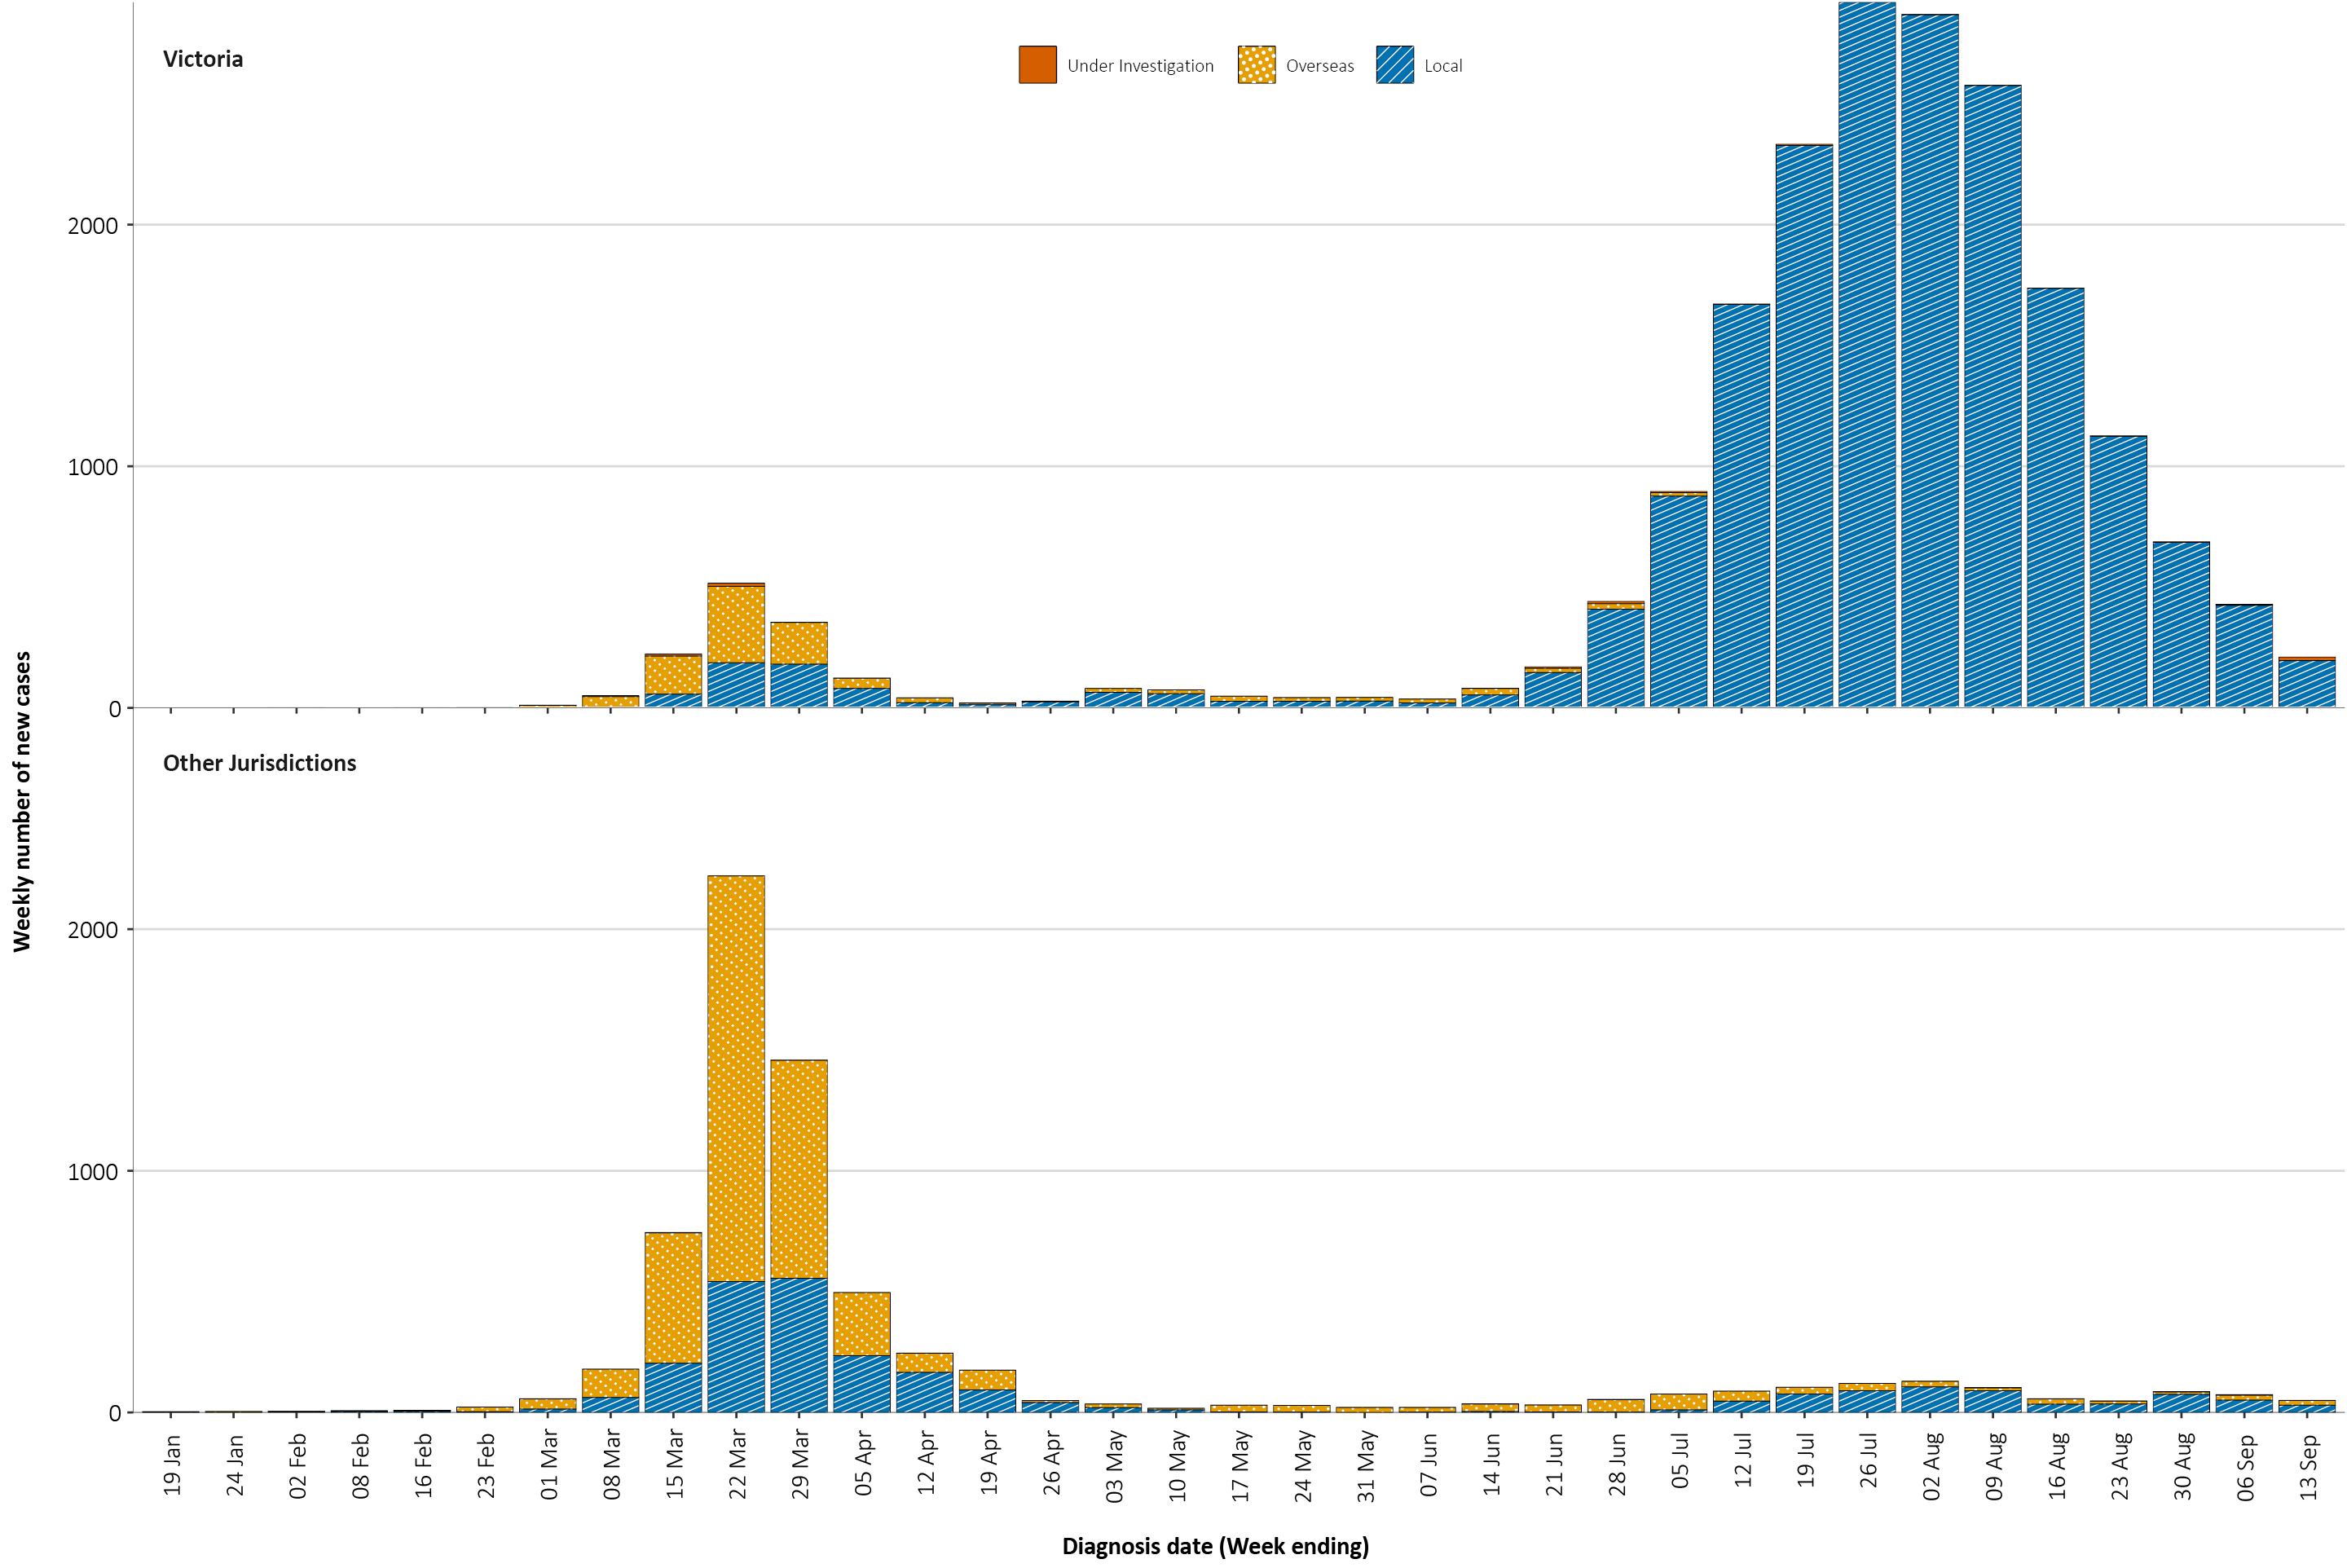 Victoria
Under Investigation
Overseas
Local
2000
1000
0
Other Jurisdictions
2000
1000
0
Weekly number of new cases
19 Jan
24 Jan
02 Feb
08 Feb
16 Feb
23 Feb
01 Mar
08 Mar
15 Mar
22 Mar
29 Mar
05 Apr
12 Apr
19 Apr
26 Apr
03 May
10 May
17 May
24 May
31 May
07 Jun
14 Jun
21 Jun
28 Jun
05 Jul
12 Jul
19 Jul
26 Jul
02 Aug
09 Aug
16 Aug
23 Aug
30 Aug
06 Sep
13 Sep
Diagnosis date (Week ending)